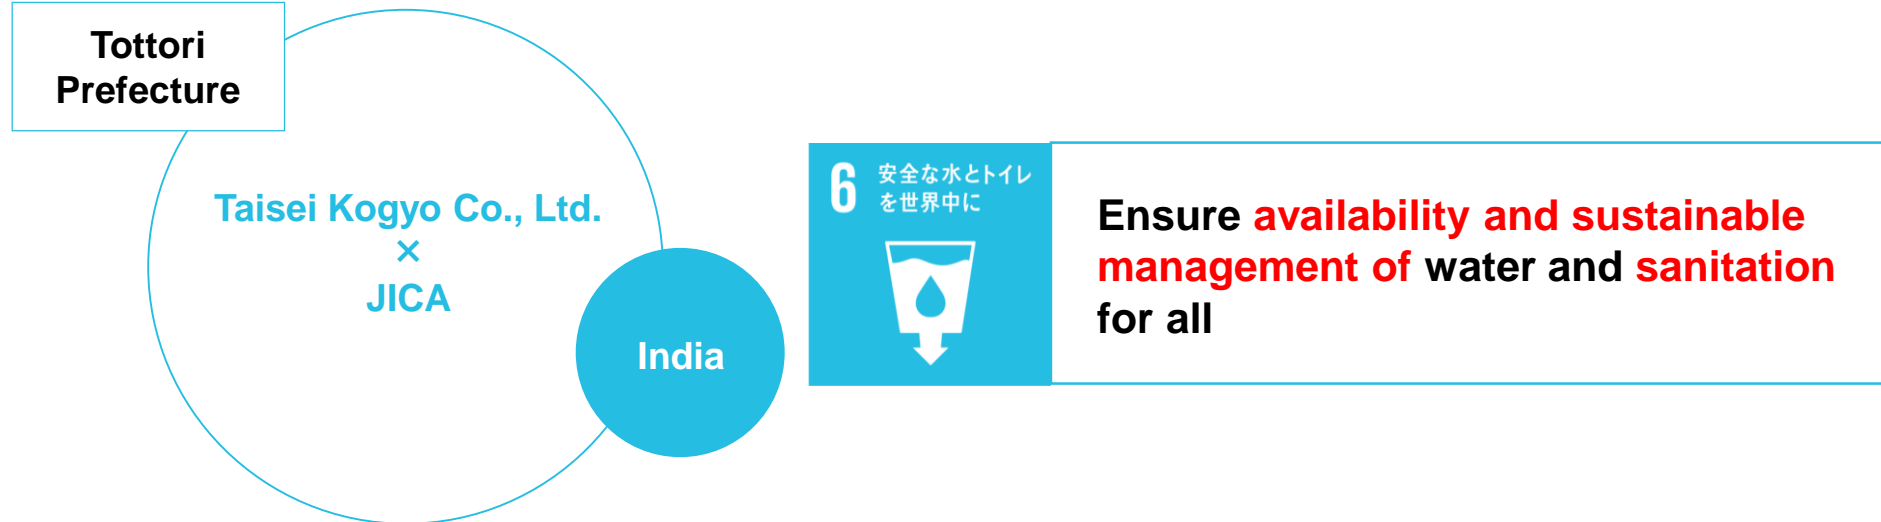 Tottori
Prefecture
Taisei Kogyo Co., Ltd.
×
JICA
India
6 安全な水とトイレ
を世界中に
Ensure availability and sustainable
management of water and sanitation
for all